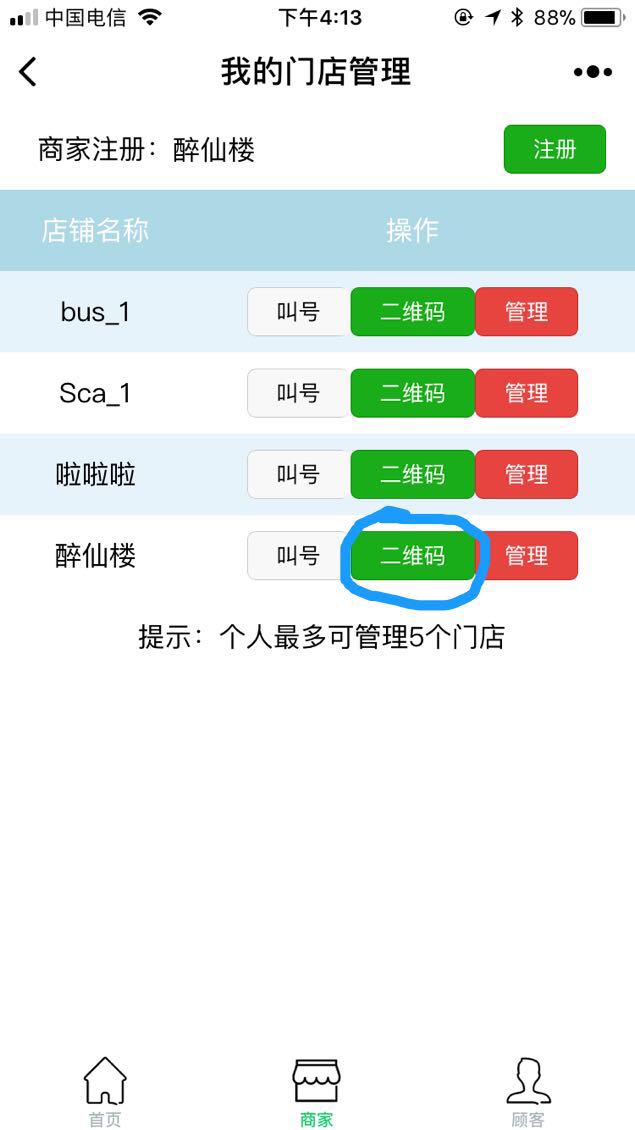 中国电信 下午4:13 88%
我的门店管理
商家注册：醉仙楼 注册
店铺名称 操作
bus_1 叫号 二维码 管理
Sca_1 叫号 二维码 管理
啦啦啦 叫号 二维码 管理
醉仙楼 叫号 二维码 管理
提示：个人最多可管理5个门店
首页 商家 顾客